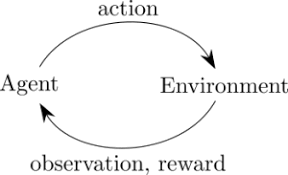 action
Agent
Environment
observation, reward